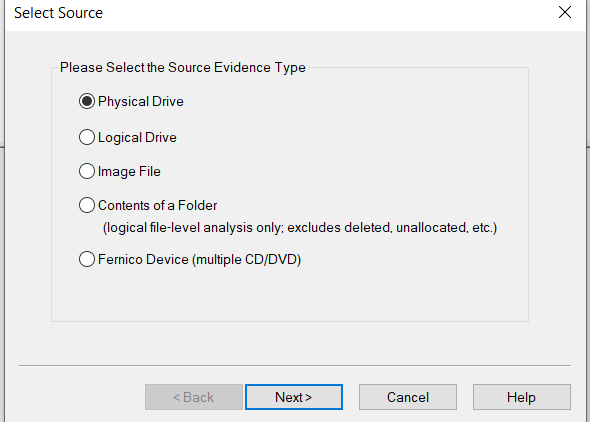 Select Source
Please Select the Source Evidence Type
Physical Drive
Logical Drive
Image File
Contents of a Folder
(logical file-level analysis only; excludes deleted, unallocated, etc.)
Fernico Device (multiple CD/DVD)
< Back Next > Cancel Help